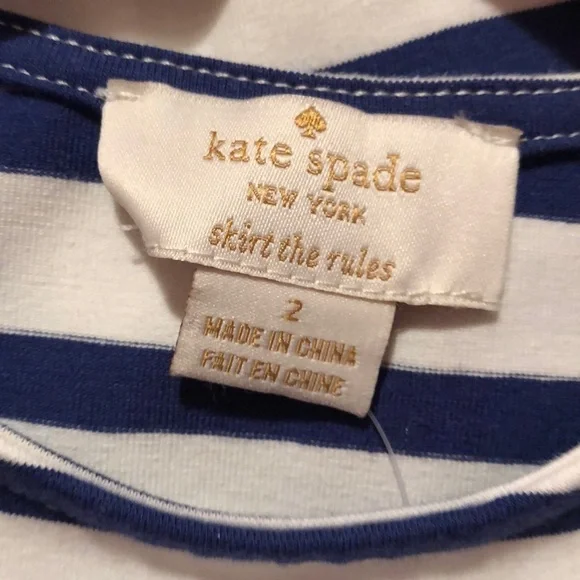 kate spade
NEW YORK
skirt the rules
2
MADE IN CHINA
FAIT EN CHINE